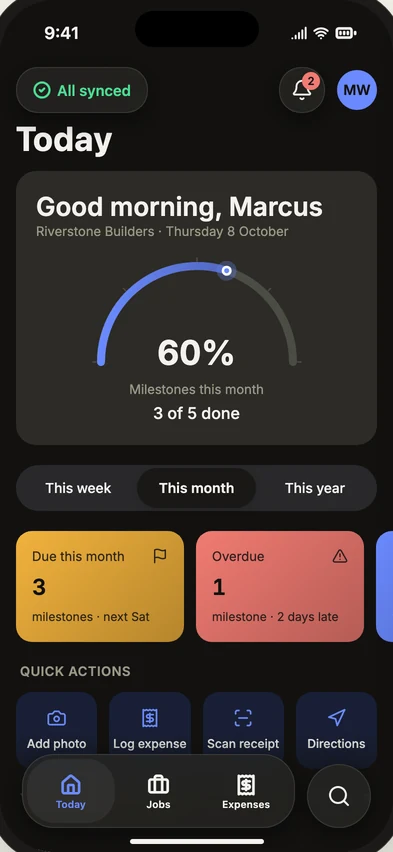 9:41
All synced
2
MW
Today
Good morning, Marcus
Riverstone Builders · Thursday 8 October
60%
Milestones this month
3 of 5 done
This week
This month
This year
Due this month
3
milestones · next Sat
Overdue
1
milestone · 2 days late
QUICK ACTIONS
Add photo
Log expense
Scan receipt
Directions
Today
Jobs
Expenses